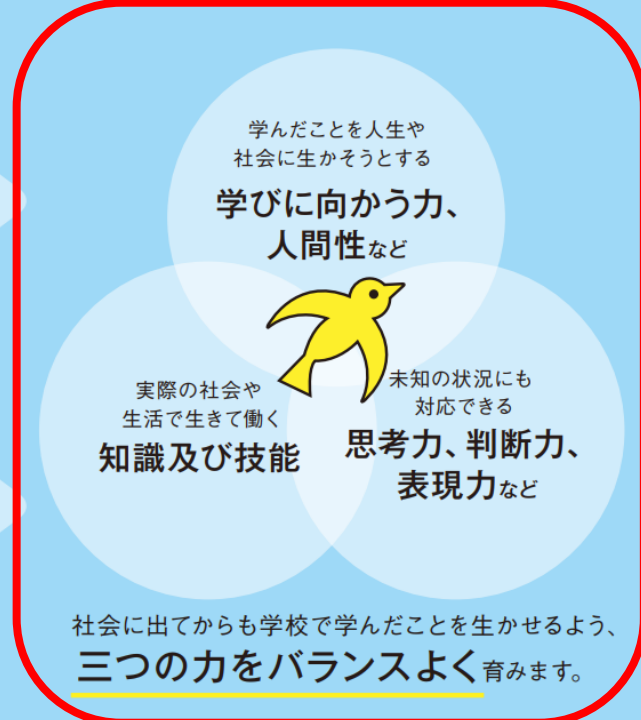 学んだことを人生や
社会に生かそうとする
学びに向かう力、
人間性など
実際の社会や
生活で生きて働く
知識及び技能
未知の状況にも
対応できる
思考力、判断力、
表現力など
社会に出てからも学校で学んだことを生かせるよう、
三つの力をバランスよく育みます。